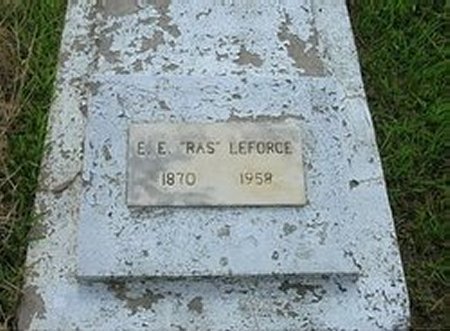 E. E. "RAS" LEFORCE
1870 1958